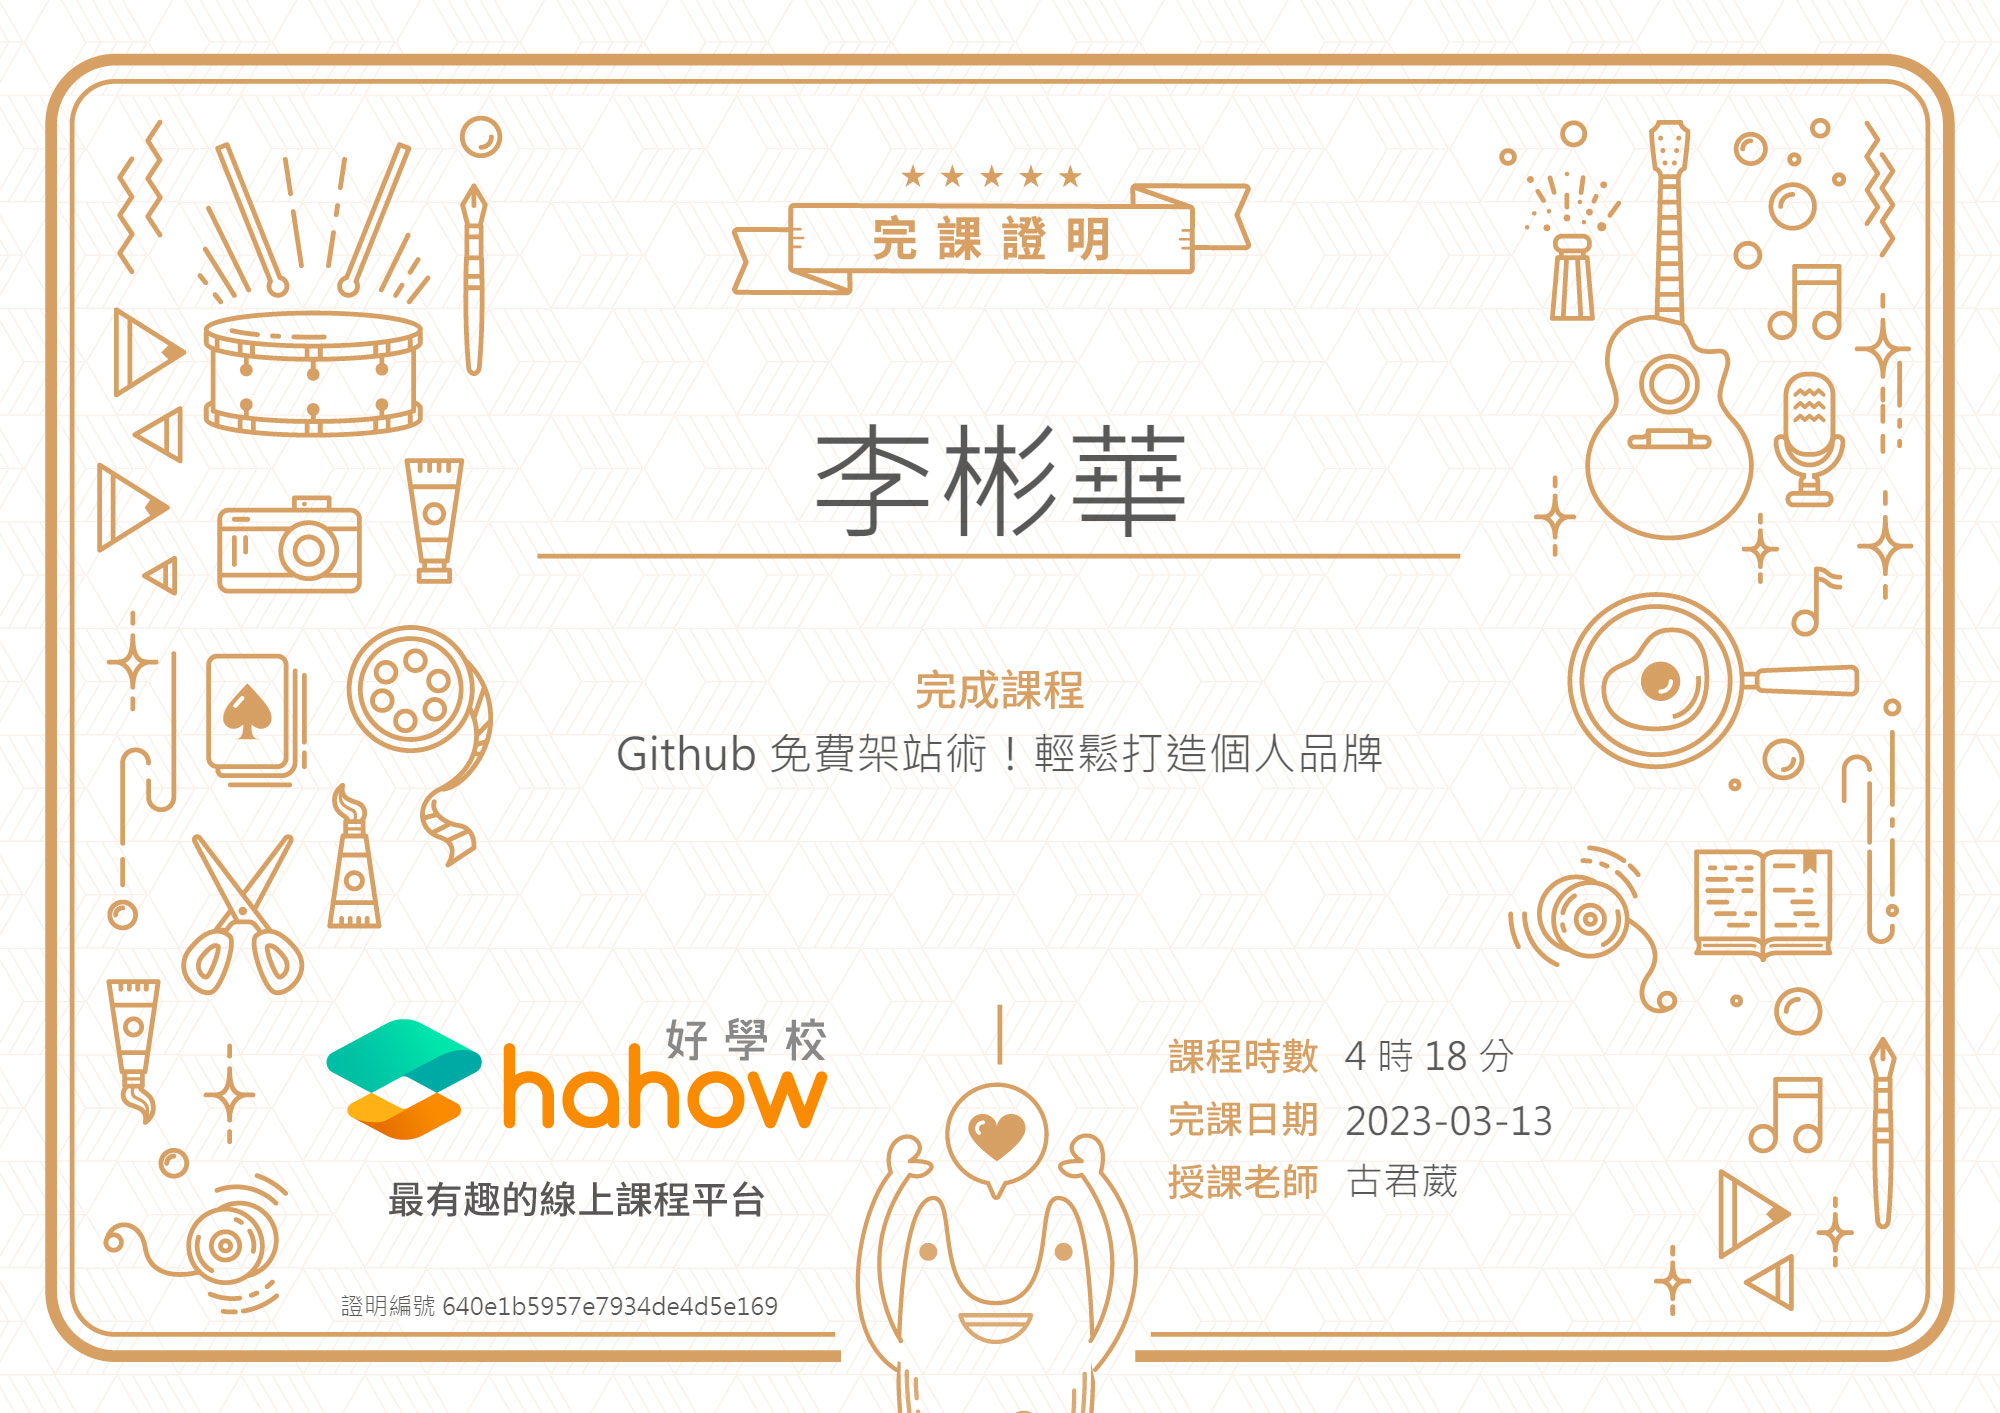 完課證明
李彬華
完成課程
Github 免費架站術！輕鬆打造個人品牌
好學校
hahow
最有趣的線上課程平台
證明編號 640e1b5957e7934de4d5e169
課程時數 4 時 18 分
完課日期 2023-03-13
授課老師 古君葳